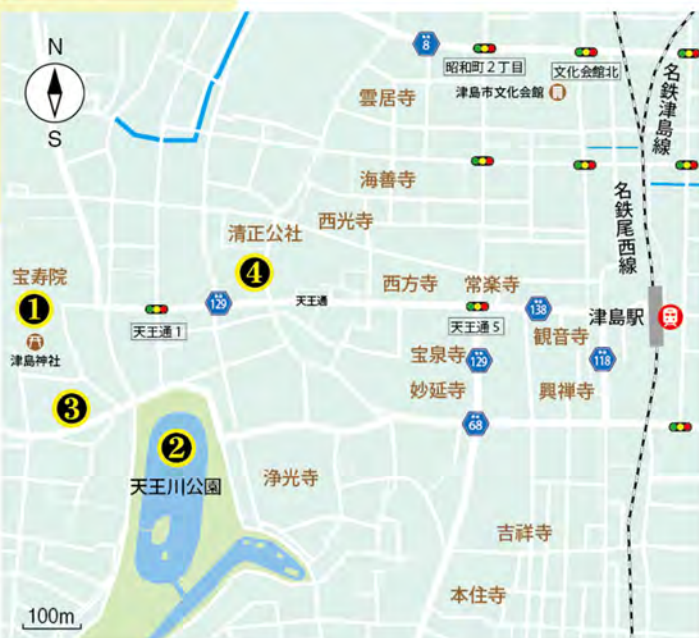 N
S
8
昭和町2丁目
文化会館北
津島市文化会館
名鉄津島線
雲居寺
海善寺
名鉄尾西線
西光寺
清正公社
4
宝寿院
1
西方寺
常楽寺
129
天王通
138
天王通1
天王通5
津島駅
津島神社
観音寺
宝泉寺
129
118
妙延寺
興禅寺
3
68
2
天王川公園
浄光寺
吉祥寺
本住寺
100m